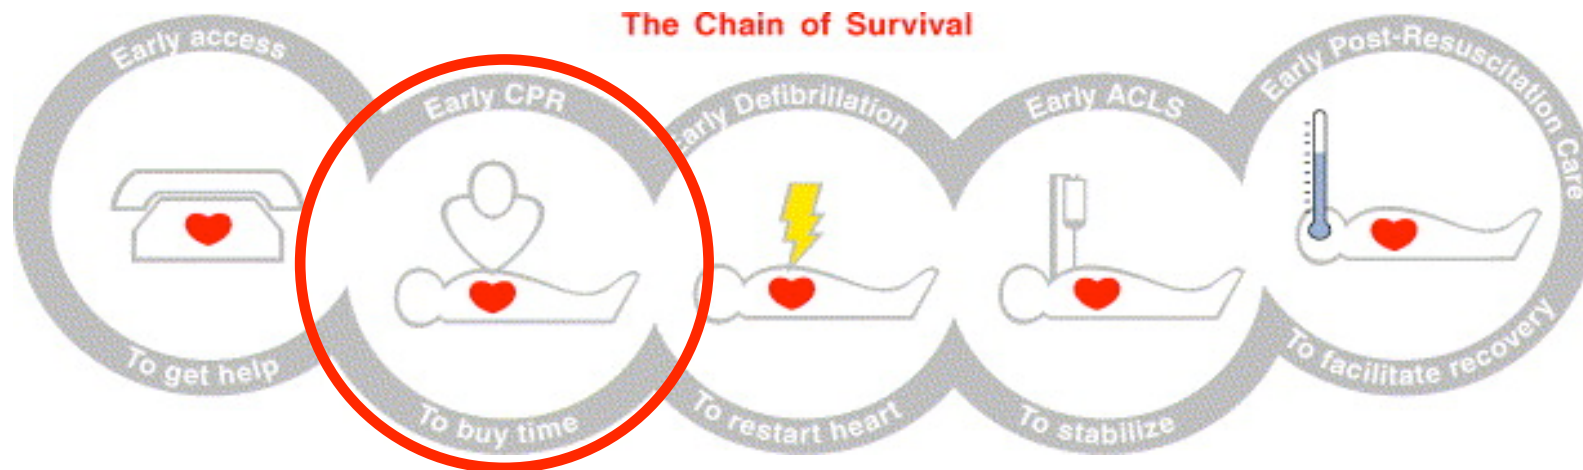 The Chain of Survival
Early access
To get help
Early CPR
To buy time
Early Defibrillation
To restart heart
Early ACLS
To stabilize
Early Post-Resuscitation Care
To facilitate recovery